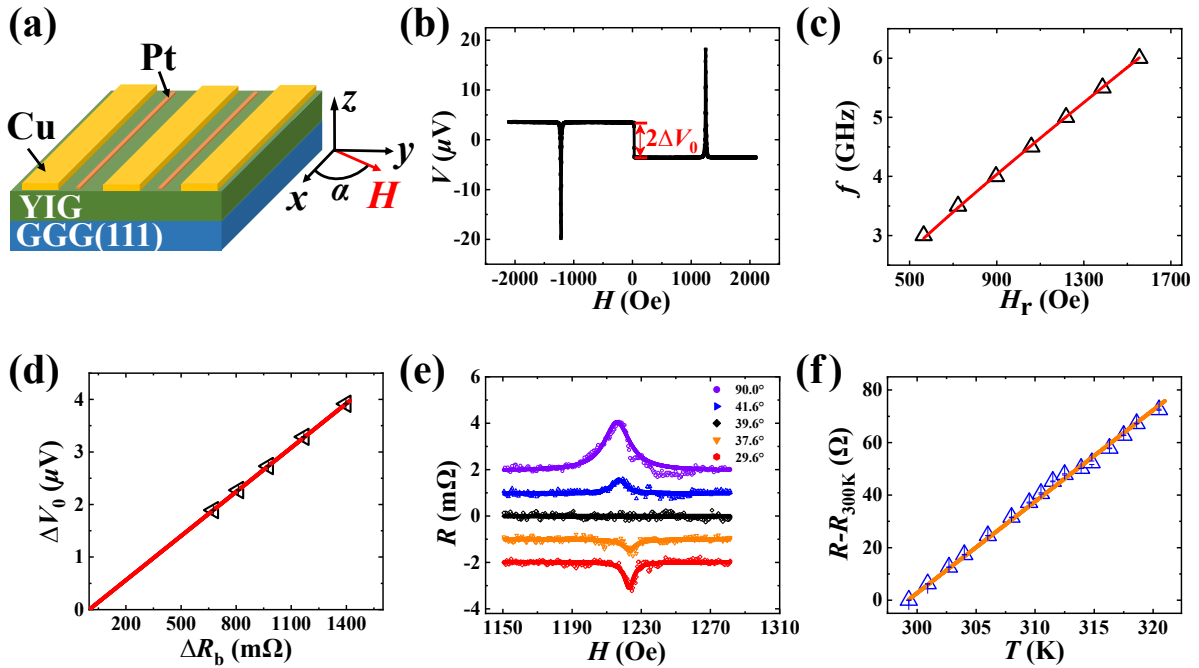 (a)
Pt
Cu
YIG
GGG(111)
z
y
x
α
H
(b)
20
10
0
-10
-20
V (μV)
2ΔV₀
-2000 -1000 0 1000 2000
H (Oe)
(c)
6
5
4
3
f (GHz)
500 900 1300 1700
Hᵣ (Oe)
(d)
4
3
2
1
0
ΔV₀ (μV)
200 500 800 1100 1400
ΔR_b (mΩ)
(e)
6
4
2
0
-2
-4
R (mΩ)
90.0°
41.6°
39.6°
37.6°
29.6°
1150 1190 1230 1270 1310
H (Oe)
(f)
80
60
40
20
0
R-R₃₀₀K (Ω)
300 305 310 315 320
T (K)